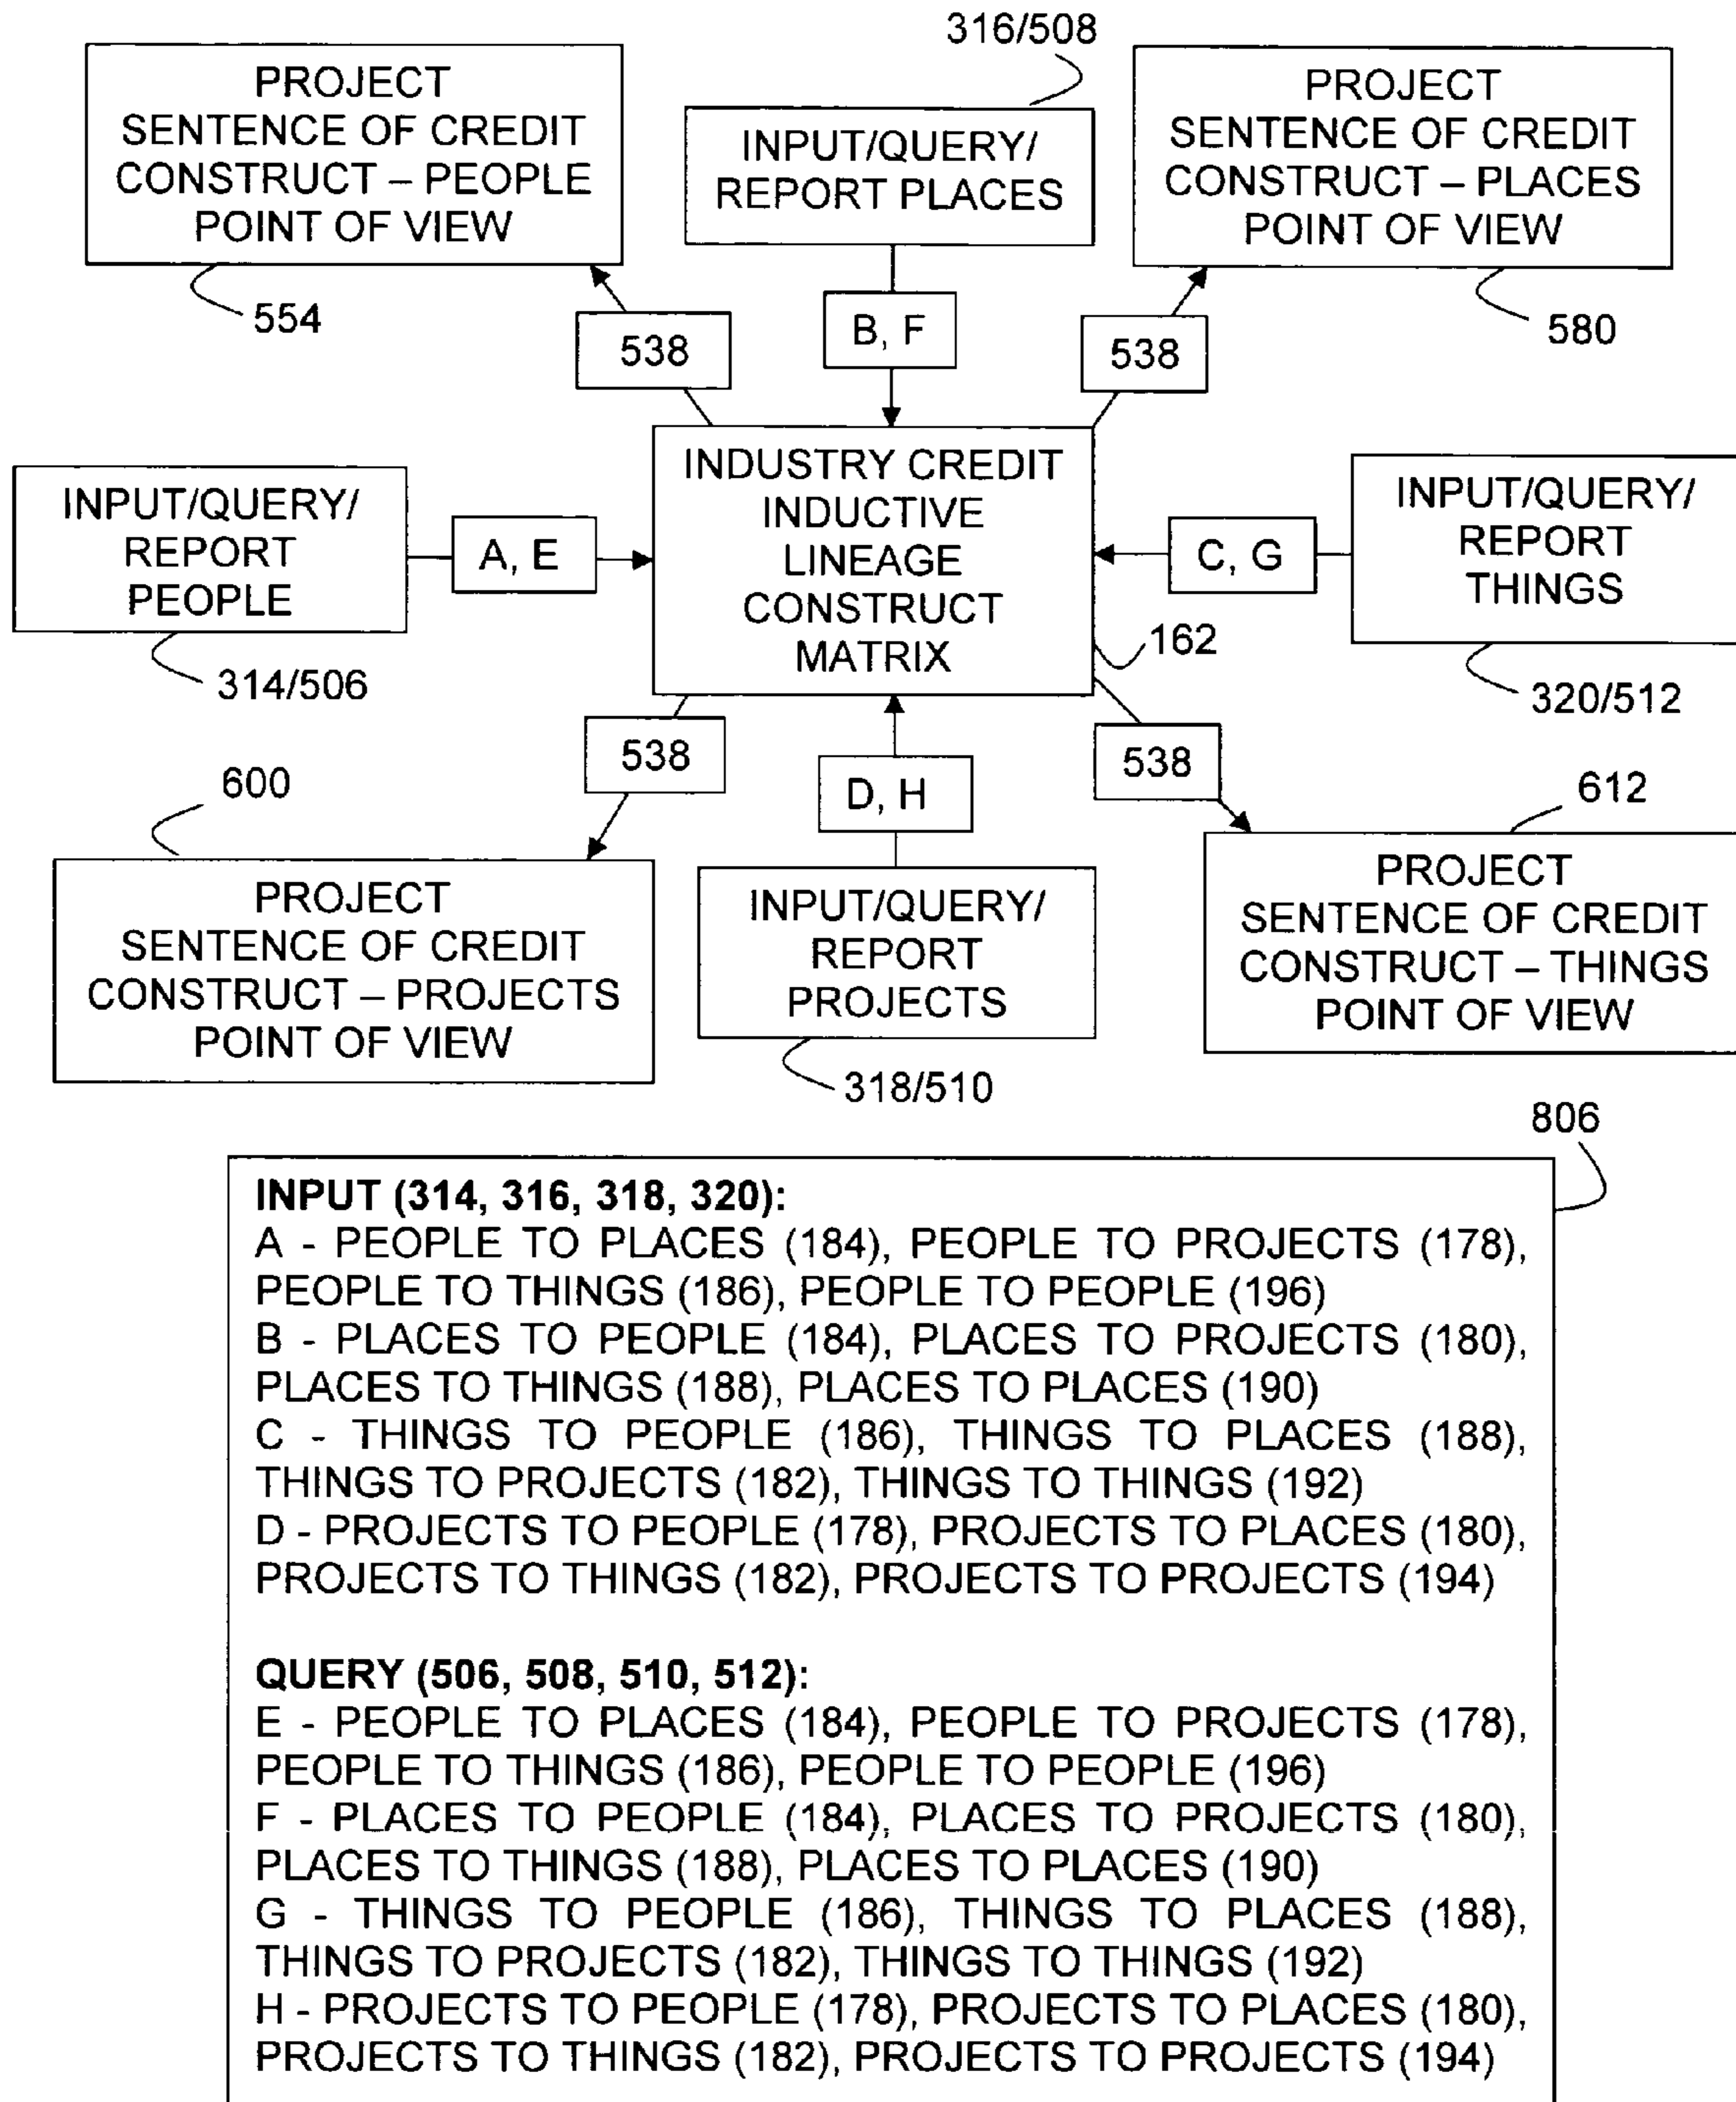 316/508
PROJECT
SENTENCE OF CREDIT
CONSTRUCT – PEOPLE
POINT OF VIEW
554
INPUT/QUERY/
REPORT PLACES
PROJECT
SENTENCE OF CREDIT
CONSTRUCT – PLACES
POINT OF VIEW
580
538
B, F
538
INPUT/QUERY/
REPORT
PEOPLE
314/506
A, E
INDUSTRY CREDIT
INDUCTIVE
LINEAGE
CONSTRUCT
MATRIX
162
C, G
INPUT/QUERY/
REPORT
THINGS
320/512
538
D, H
538
600
612
PROJECT
SENTENCE OF CREDIT
CONSTRUCT – PROJECTS
POINT OF VIEW
INPUT/QUERY/
REPORT
PROJECTS
318/510
PROJECT
SENTENCE OF CREDIT
CONSTRUCT – THINGS
POINT OF VIEW
806
INPUT (314, 316, 318, 320):
A - PEOPLE TO PLACES (184), PEOPLE TO PROJECTS (178),
PEOPLE TO THINGS (186), PEOPLE TO PEOPLE (196)
B - PLACES TO PEOPLE (184), PLACES TO PROJECTS (180),
PLACES TO THINGS (188), PLACES TO PLACES (190)
C - THINGS TO PEOPLE (186), THINGS TO PLACES (188),
THINGS TO PROJECTS (182), THINGS TO THINGS (192)
D - PROJECTS TO PEOPLE (178), PROJECTS TO PLACES (180),
PROJECTS TO THINGS (182), PROJECTS TO PROJECTS (194)
QUERY (506, 508, 510, 512):
E - PEOPLE TO PLACES (184), PEOPLE TO PROJECTS (178),
PEOPLE TO THINGS (186), PEOPLE TO PEOPLE (196)
F - PLACES TO PEOPLE (184), PLACES TO PROJECTS (180),
PLACES TO THINGS (188), PLACES TO PLACES (190)
G - THINGS TO PEOPLE (186), THINGS TO PLACES (188),
THINGS TO PROJECTS (182), THINGS TO THINGS (192)
H - PROJECTS TO PEOPLE (178), PROJECTS TO PLACES (180),
PROJECTS TO THINGS (182), PROJECTS TO PROJECTS (194)